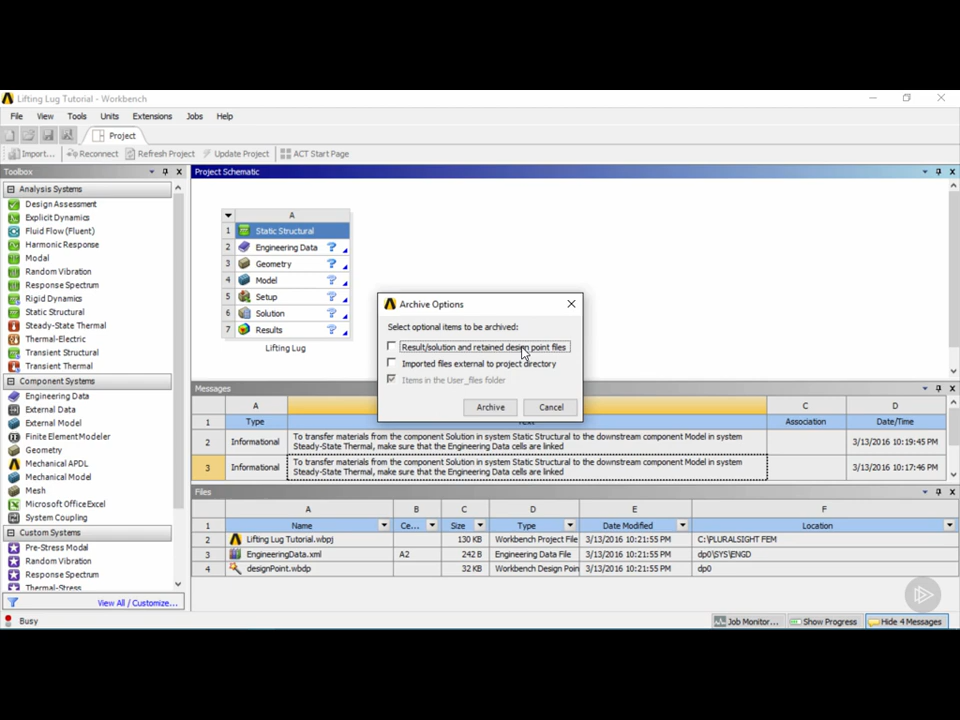 Lifting Lug Tutorial - Workbench
File View Tools Units Extensions Jobs Help
Project
Import... Reconnect Refresh Project Update Project ACT Start Page
Toolbox
Analysis Systems
Design Assessment
Explicit Dynamics
Fluid Flow (Fluent)
Harmonic Response
Modal
Random Vibration
Response Spectrum
Rigid Dynamics
Static Structural
Steady-State Thermal
Thermal-Electric
Transient Structural
Transient Thermal
Component Systems
Engineering Data
External Data
External Model
Finite Element Modeler
Geometry
Mechanical APDL
Mechanical Model
Mesh
Microsoft Office Excel
System Coupling
Custom Systems
Pre-Stress Modal
Random Vibration
Response Spectrum
Thermal-Stress
View All / Customize...
Project Schematic
A
1 Static Structural
2 Engineering Data ?
3 Geometry ?
4 Model ?
5 Setup ?
6 Solution ?
7 Results ?
Lifting Lug
Archive Options
Select optional items to be archived:
Result/solution and retained design point files
Imported files external to project directory
Items in the User_files folder
Archive Cancel
Messages
A C D
1 Type Text Association Date/Time
2 Informational To transfer materials from the component Solution in system Static Structural to the downstream component Model in system
Steady-State Thermal, make sure that the Engineering Data cells are linked 3/13/2016 10:19:45 PM
3 Informational To transfer materials from the component Solution in system Static Structural to the downstream component Model in system
Steady-State Thermal, make sure that the Engineering Data cells are linked 3/13/2016 10:17:46 PM
Files
A B C D E F
1 Name Ce... Size Type Date Modified Location
2 Lifting Lug Tutorial.wbpj 130 KB Workbench Project File 3/13/2016 10:21:55 PM C:\PLURALSIGHT FEM
3 EngineeringData.xml A2 242 B Engineering Data File 3/13/2016 10:21:55 PM dp0\SYS\ENGD
4 designPoint.wbdp 32 KB Workbench Design Poin 3/13/2016 10:21:55 PM dp0
Busy
Job Monitor... Show Progress Hide 4 Messages